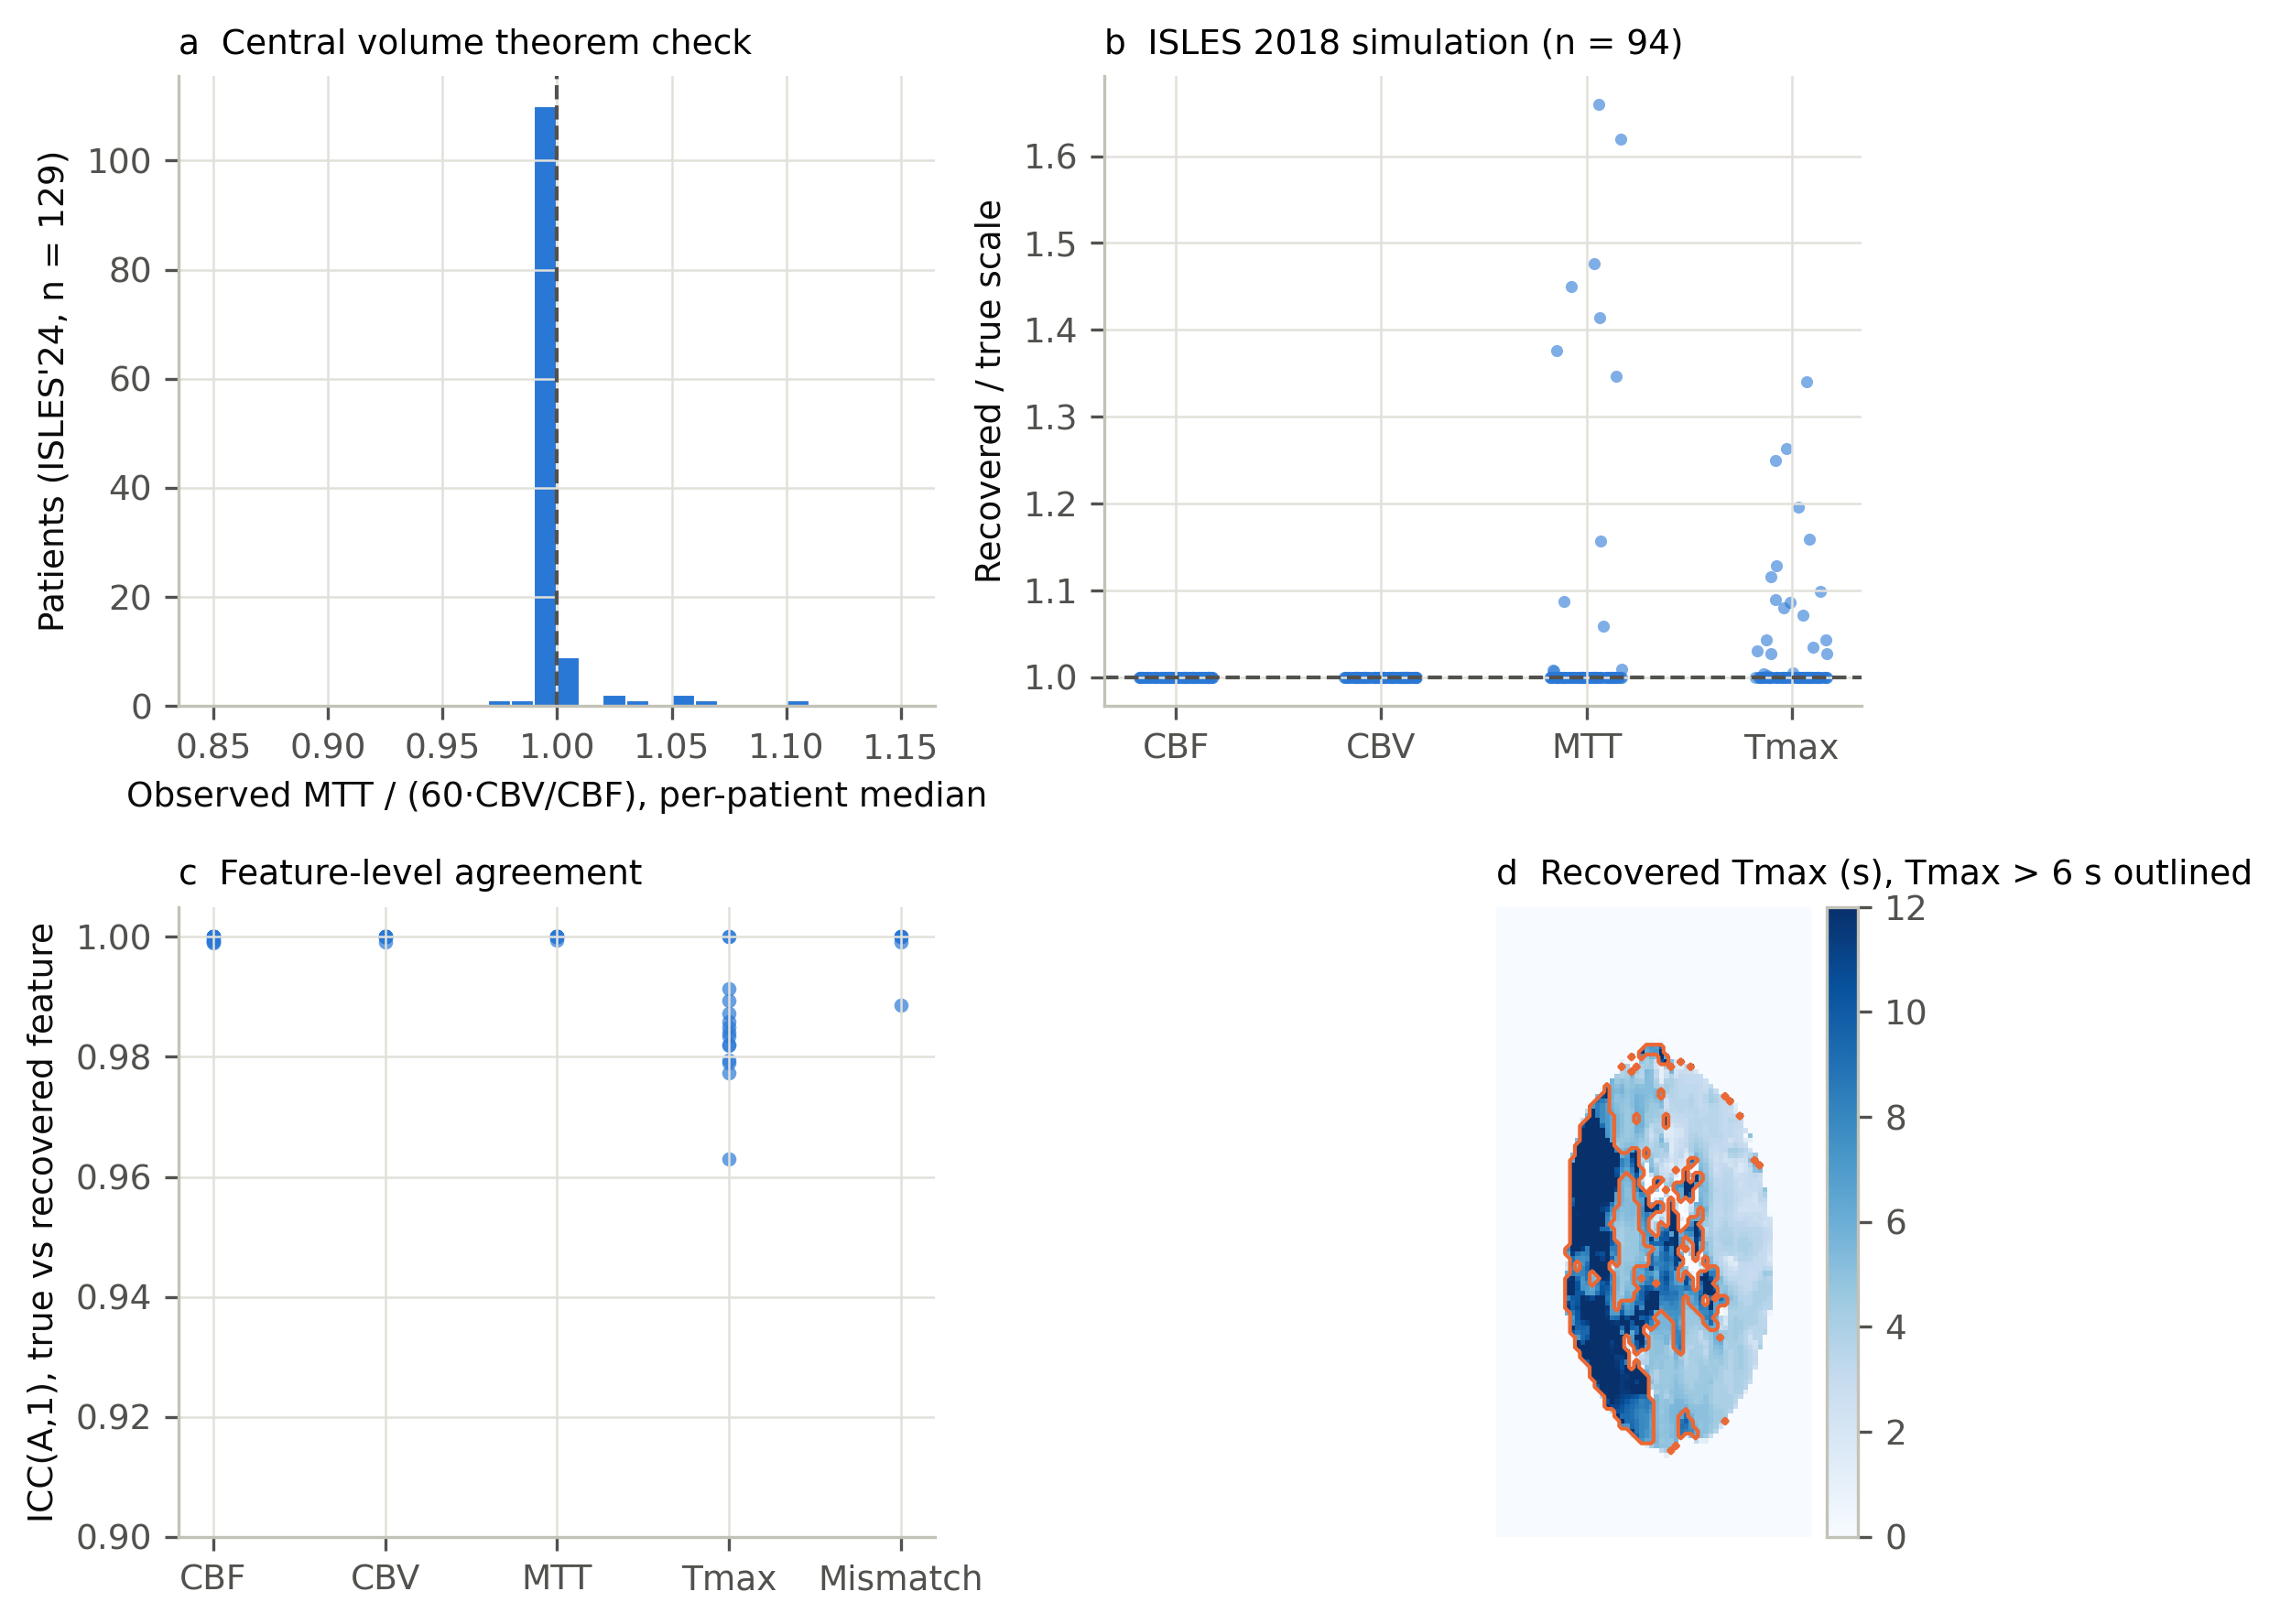 a Central volume theorem check
Patients (ISLES'24, n = 129)
100
80
60
40
20
0
0.85 0.90 0.95 1.00 1.05 1.10 1.15
Observed MTT / (60·CBV/CBF), per-patient median
b ISLES 2018 simulation (n = 94)
Recovered / true scale
1.6
1.5
1.4
1.3
1.2
1.1
1.0
CBF CBV MTT Tmax
c Feature-level agreement
ICC(A,1), true vs recovered feature
1.00
0.98
0.96
0.94
0.92
0.90
CBF CBV MTT Tmax Mismatch
d Recovered Tmax (s), Tmax > 6 s outlined
12
10
8
6
4
2
0